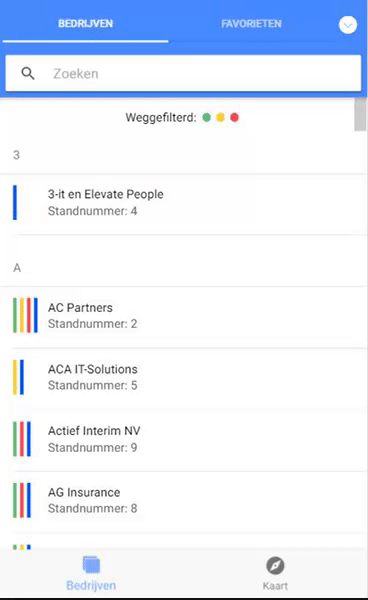 BEDRIJVEN FAVORIETEN
Zoeken
Weggefilterd:
3
3-it en Elevate People
Standnummer: 4
A
AC Partners
Standnummer: 2
ACA IT-Solutions
Standnummer: 5
Actief Interim NV
Standnummer: 9
AG Insurance
Standnummer: 8
Bedrijven Kaart